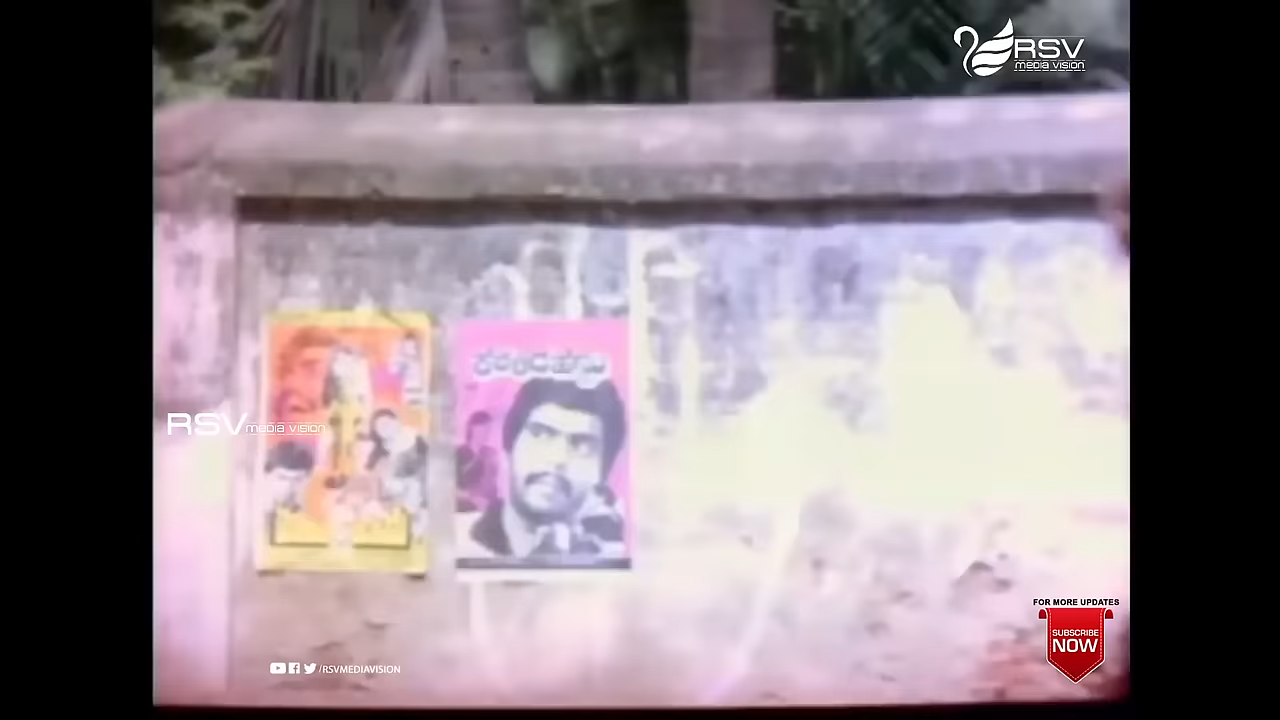 RSV
media vision
RSV media vision
FOR MORE UPDATES
SUBSCRIBE
NOW
/RSVMEDIAVISION